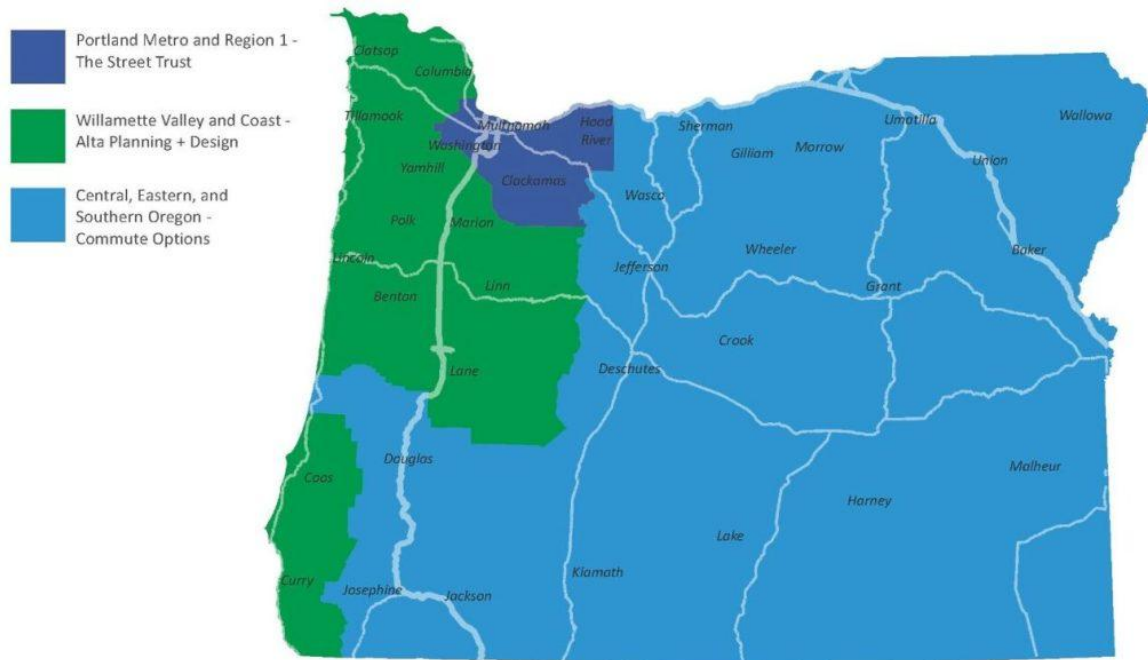 Portland Metro and Region 1 -
The Street Trust
Willamette Valley and Coast -
Alta Planning + Design
Central, Eastern, and
Southern Oregon -
Commute Options
Clatsop
Columbia
Tillamook
Multnomah
Hood
River
Sherman
Umatilla
Wallowa
Washington
Yamhill
Gilliam
Morrow
Union
Clackamas
Wasco
Polk
Marion
Wheeler
Baker
Lincoln
Jefferson
Benton
Linn
Grant
Crook
Lane
Deschutes
Douglas
Malheur
Coos
Harney
Lake
Klamath
Curry
Josephine
Jackson